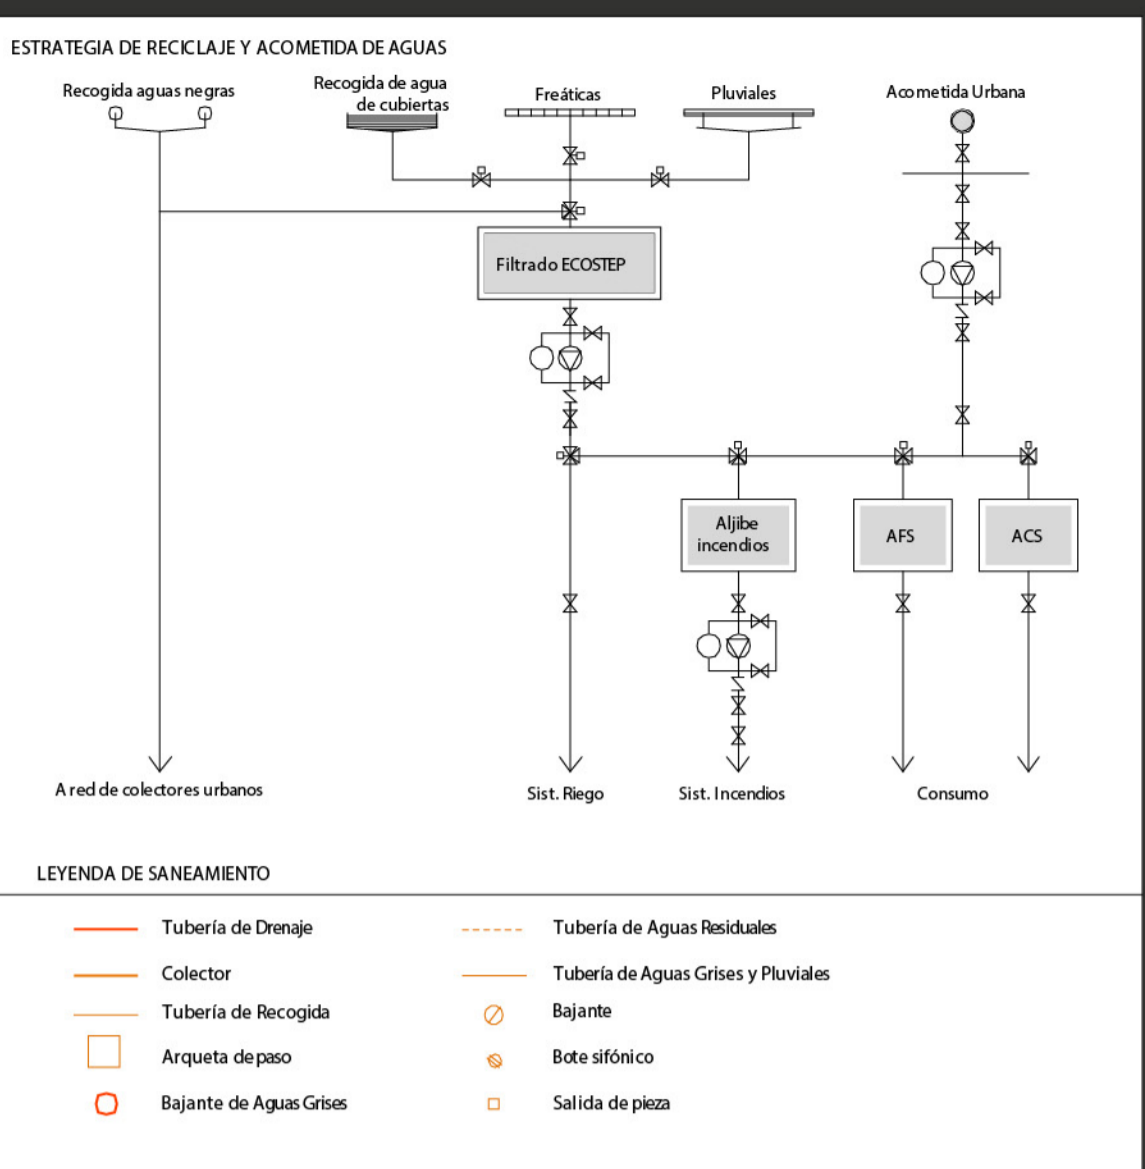 ESTRATEGIA DE RECICLAJE Y ACOMETIDA DE AGUAS
Recogida aguas negras
Recogida de agua
de cubiertas
Freáticas
Pluviales
Acometida Urbana
Filtrado ECOSTEP
Aljibe
incendios
AFS
ACS
A red de colectores urbanos
Sist. Riego
Sist. Incendios
Consumo
LEYENDA DE SANEAMIENTO
Tubería de Drenaje
Tubería de Aguas Residuales
Colector
Tubería de Aguas Grises y Pluviales
Tubería de Recogida
Bajante
Arqueta de paso
Bote sifónico
Bajante de Aguas Grises
Salida de pieza